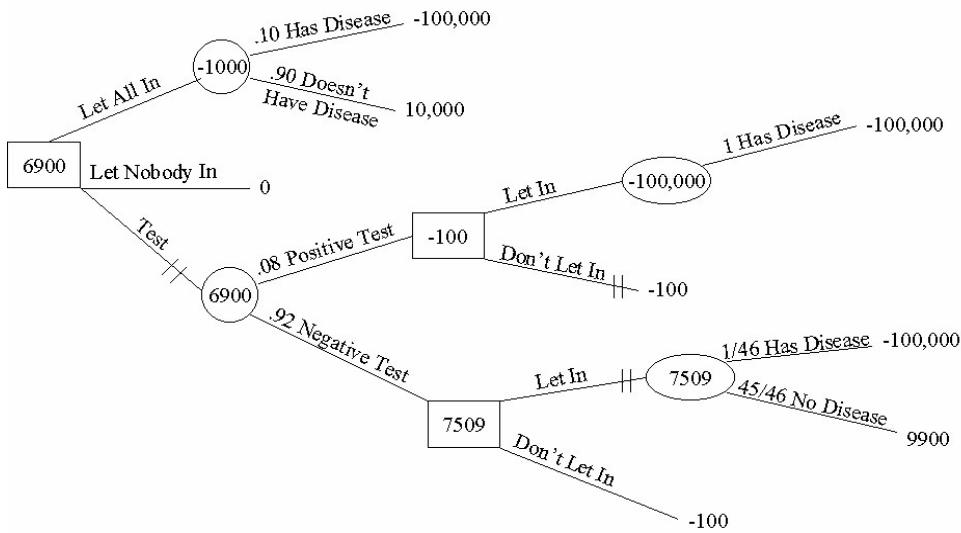 .10 Has Disease
-100,000
-1000
.90 Doesn't
Have Disease
10,000
Let All In
6900
Let Nobody In
0
Test
6900
.08 Positive Test
-100
Let In
-100,000
1 Has Disease
-100,000
Don't Let In
-100
.92 Negative Test
7509
Let In
7509
1/46 Has Disease
-100,000
45/46 No Disease
9900
Don't Let In
-100